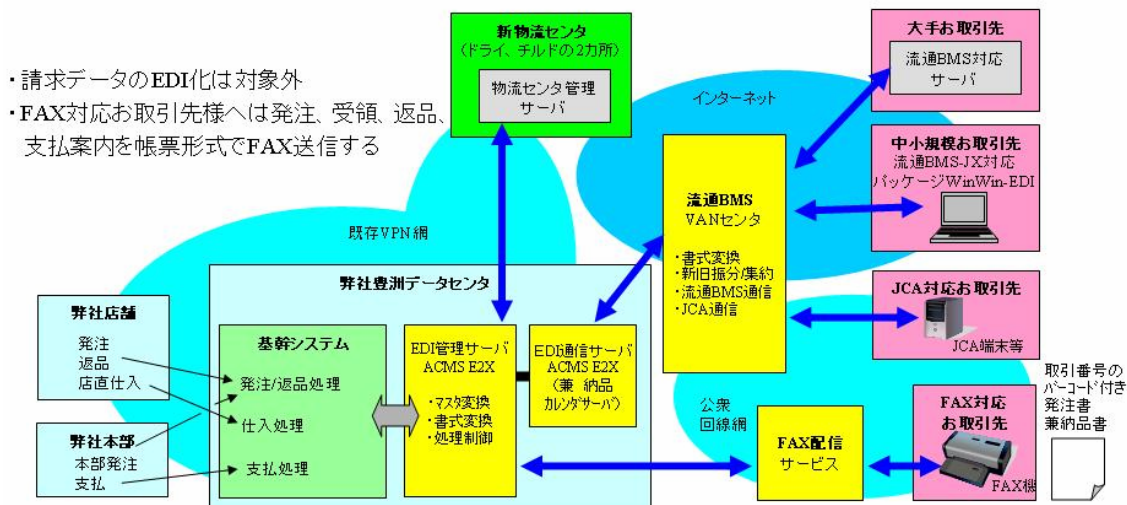 ・請求データのEDI化は対象外
・FAX対応お取引先様へは発注、受領、返品、
支払案内を帳票形式でFAX送信する
新物流センタ
(ドライ、チルドの2カ所)
物流センタ管理
サーバ
インターネット
大手お取引先
流通BMS対応
サーバ
中小規模お取引先
流通BMS-JX対応
パッケージWinWin-EDI
流通BMS
VANセンタ
・書式変換
・新旧振分/集約
・流通BMS通信
・JCA通信
既存VPN網
弊社豊洲データセンタ
JCA対応お取引先
JCA端末等
弊社店舗
発注
返品
店直仕入
弊社本部
本部発注
支払
基幹システム
発注/返品処理
仕入処理
支払処理
EDI管理サーバ
ACMS E2X
・マスタ変換
・書式変換
・処理制御
EDI通信サーバ
ACMS E2X
(兼 納品
カレンダサーバ)
公衆
回線網
FAX配信
サービス
FAX対応
お取引先
FAX機
取引番号の
バーコード付き
発注書
兼納品書